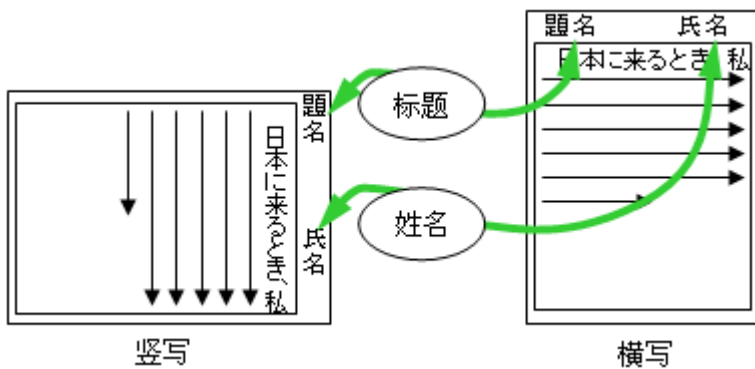 題名
氏名
日本に来るとき、私
標题
姓名
題名 氏名
日本に来るとき 私
竖写
横写